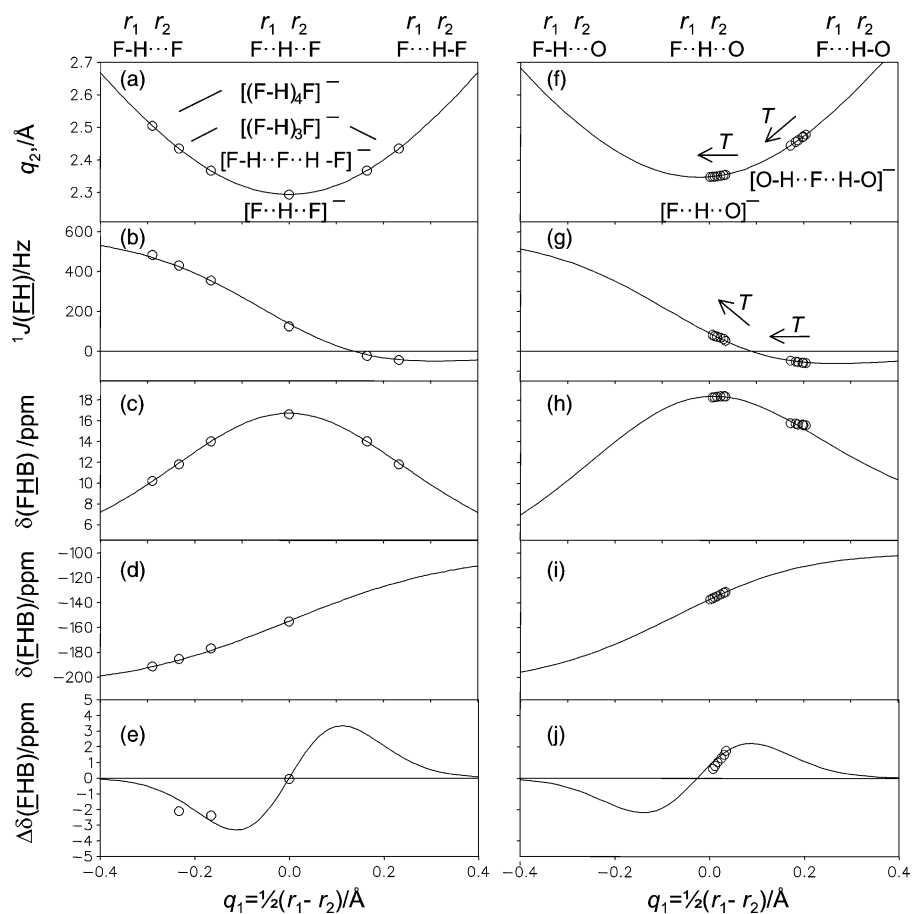 r1 r2 r1 r2 r1 r2 r1 r2 r1 r2 r1 r2
F-H···F F··H··F F···H-F F-H···O F··H··O F···H-O
(a)
[(F-H)4F]−
[(F-H)3F]−
[F-H··F··H-F]−
[F··H··F]−
2.7
2.6
2.5
2.4
2.3
q2,/Å
(f)
T
T
[O-H··F··H-O]−
[F··H··O]−
(b)
600
400
200
0
1J(FH)/Hz
(g)
T
T
(c)
18
16
14
12
10
8
6
δ(FHB) /ppm
(h)
(d)
−100
−120
−140
−160
−180
−200
δ(FHB)/ppm
(i)
(e)
5
4
3
2
1
0
−1
−2
−3
−4
−5
Δδ(FHB)/ppm
(j)
−0.4 −0.2 0.0 0.2 0.4 −0.4 −0.2 0.0 0.2 0.4
q1=½(r1- r2)/Å q1=½(r1- r2)/Å